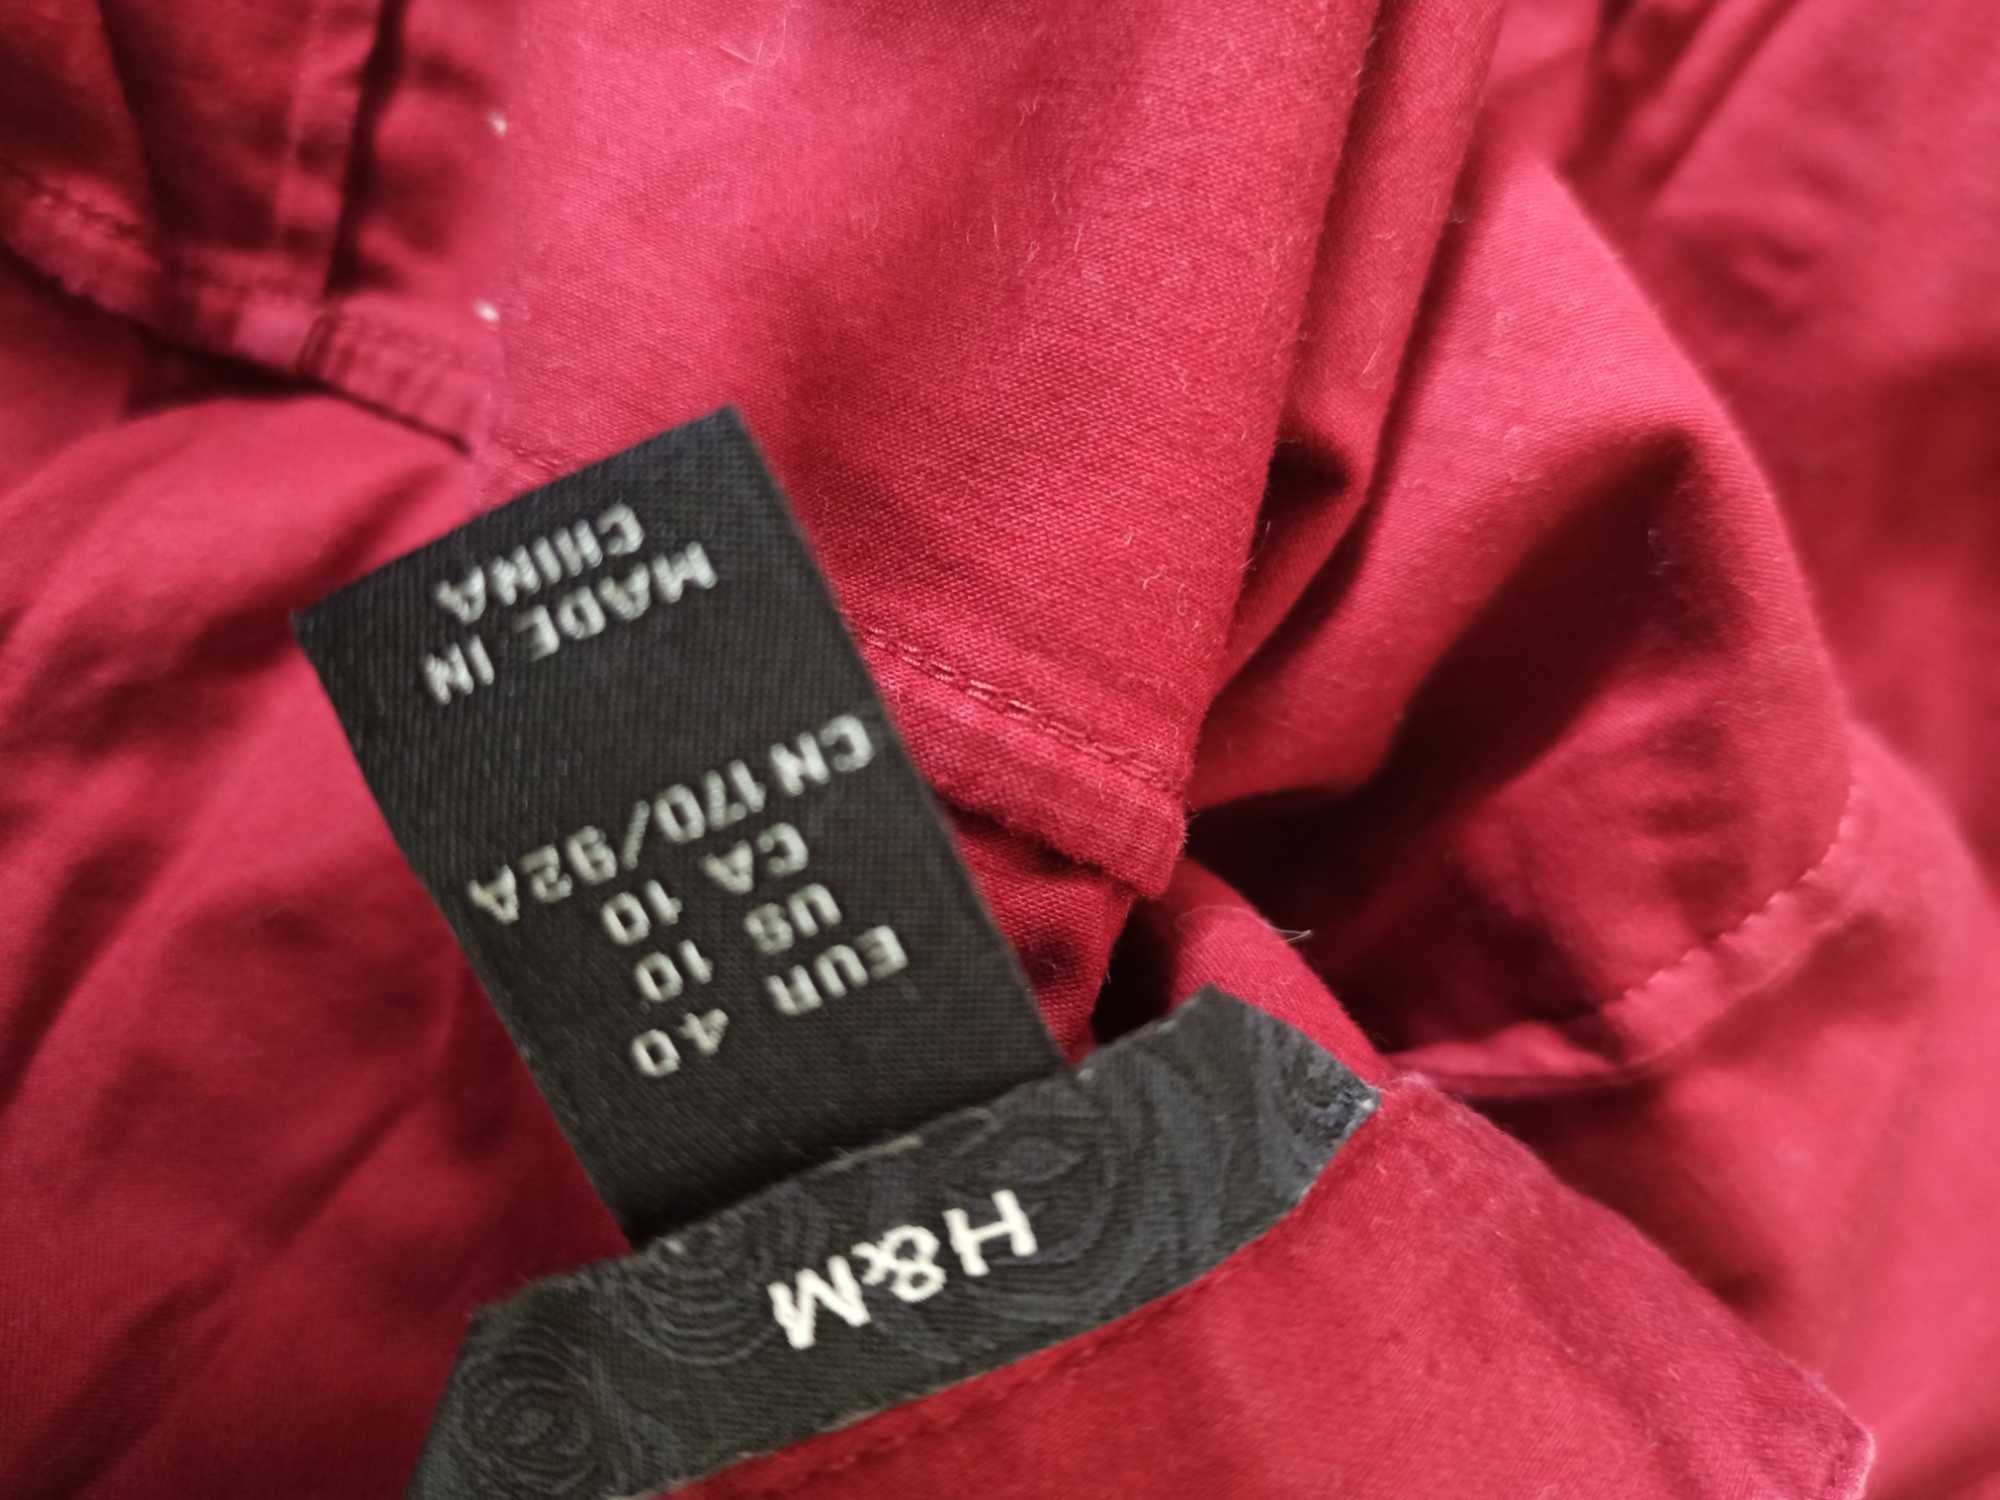 H&M
EUR 40
US 10
CA 10
CN 170/92A
MADE IN
CHINA